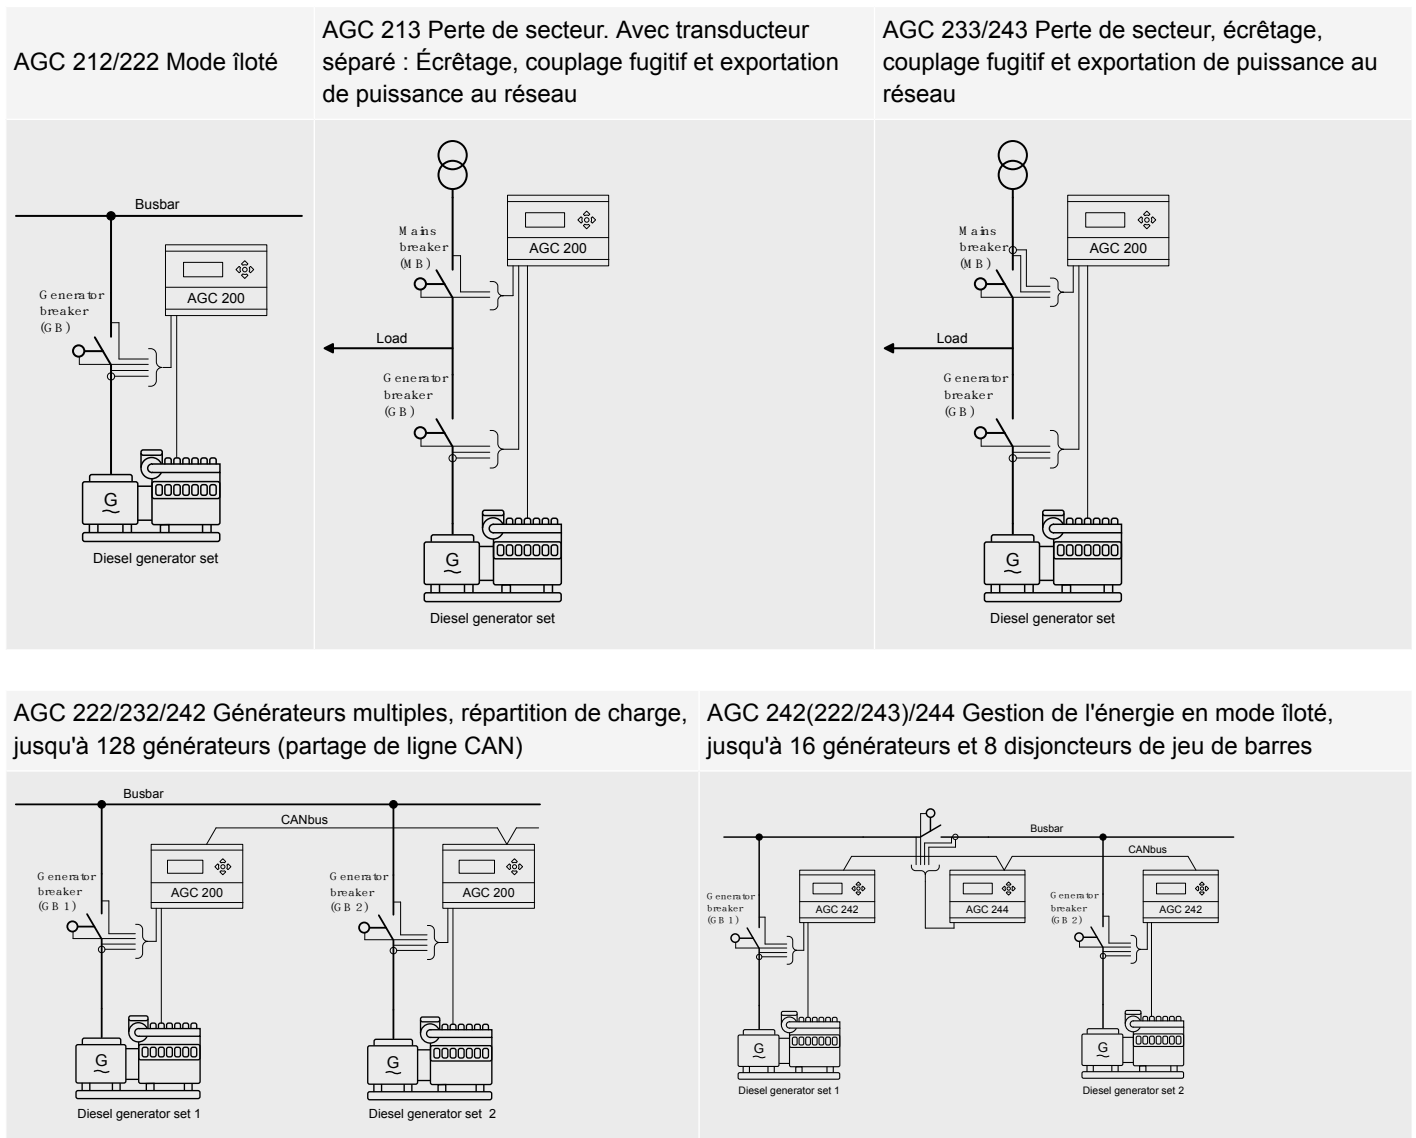 AGC 212/222 Mode îloté
AGC 213 Perte de secteur. Avec transducteur
séparé : Écrêtage, couplage fugitif et exportation
de puissance au réseau
AGC 233/243 Perte de secteur, écrêtage,
couplage fugitif et exportation de puissance au
réseau
Busbar
AGC 200
Generator
breaker
(GB)
G
Diesel generator set
Mains
breaker
(MB)
AGC 200
Load
Generator
breaker
(GB)
G
Diesel generator set
Mains
breaker
(MB)
AGC 200
Load
Generator
breaker
(GB)
G
Diesel generator set
AGC 222/232/242 Générateurs multiples, répartition de charge,
jusqu'à 128 générateurs (partage de ligne CAN)
AGC 242(222/243)/244 Gestion de l'énergie en mode îloté,
jusqu'à 16 générateurs et 8 disjoncteurs de jeu de barres
Busbar
CANbus
Generator
breaker
(GB 1)
AGC 200
Generator
breaker
(GB 2)
AGC 200
G
Diesel generator set 1
G
Diesel generator set 2
Busbar
CANbus
Generator
breaker
(GB 1)
AGC 242
AGC 244
Generator
breaker
(GB 2)
AGC 242
G
Diesel generator set 1
G
Diesel generator set 2